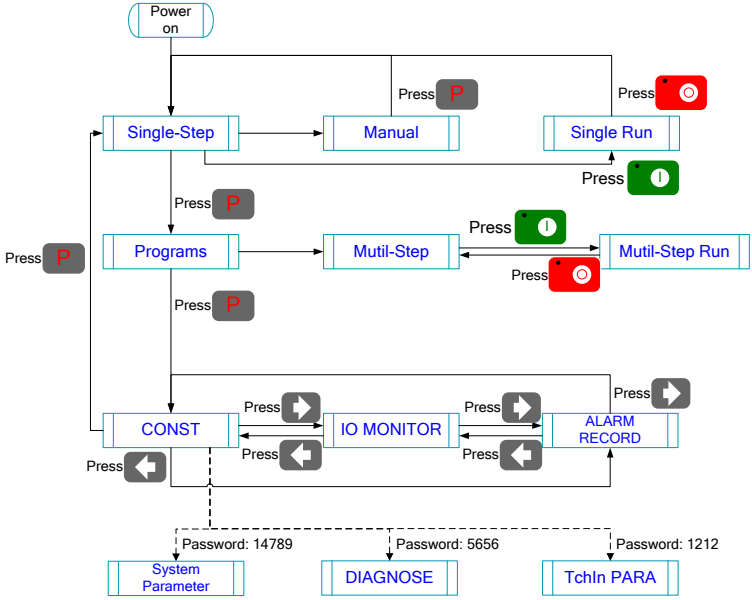 Power
on
Press P
Press
Single-Step
Manual
Single Run
Press
Press P
Press
Press P
Programs
Mutil-Step
Mutil-Step Run
Press
Press P
Press
Press
Press
CONST
IO MONITOR
ALARM
RECORD
Press
Press
Press
Password: 14789
Password: 5656
Password: 1212
System
Parameter
DIAGNOSE
TchIn PARA